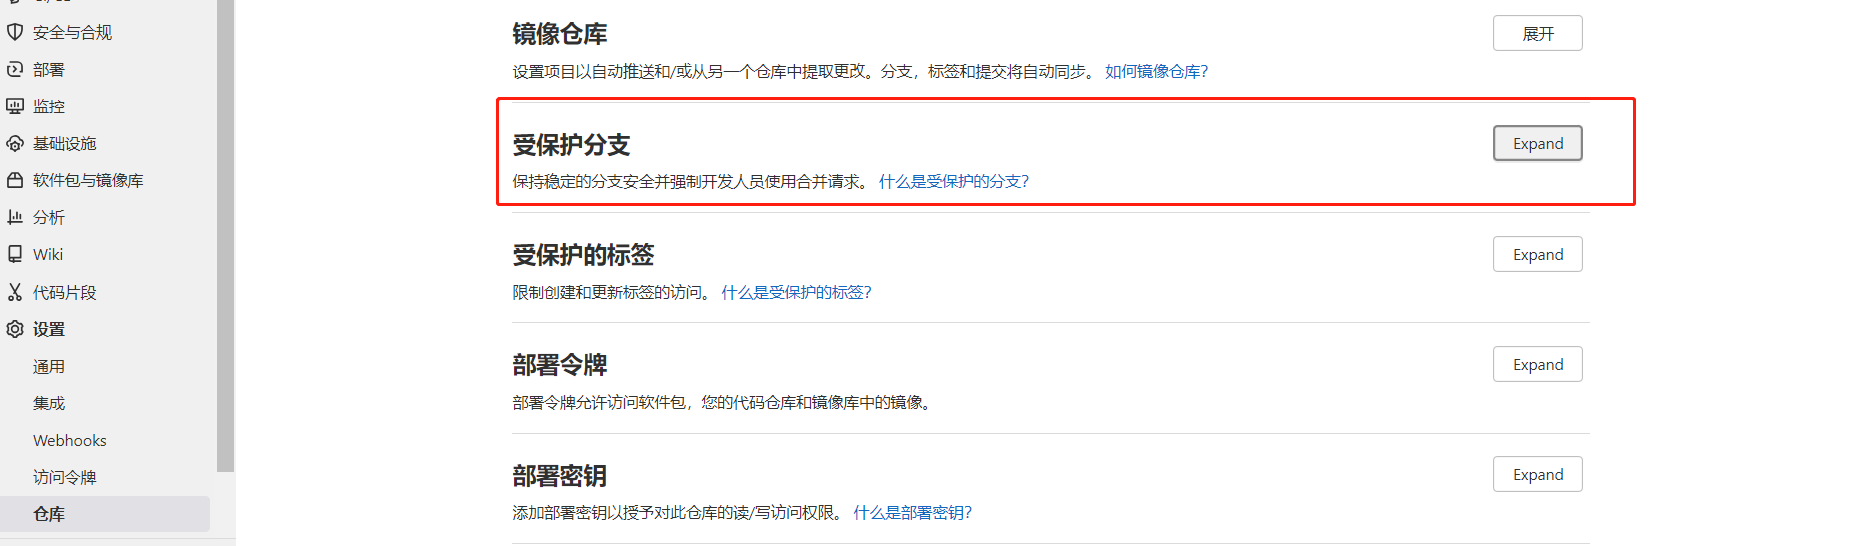 安全与合规
部署
监控
基础设施
软件包与镜像库
分析
Wiki
代码片段
设置
通用
集成
Webhooks
访问令牌
仓库
镜像仓库
展开
设置项目以自动推送和/或从另一个仓库中提取更改。分支，标签和提交将自动同步。 如何镜像仓库?
受保护分支
Expand
保持稳定的分支安全并强制开发人员使用合并请求。 什么是受保护的分支?
受保护的标签
Expand
限制创建和更新标签的访问。 什么是受保护的标签?
部署令牌
Expand
部署令牌允许访问软件包，您的代码仓库和镜像库中的镜像。
部署密钥
Expand
添加部署密钥以授予对此仓库的读/写访问权限。 什么是部署密钥?